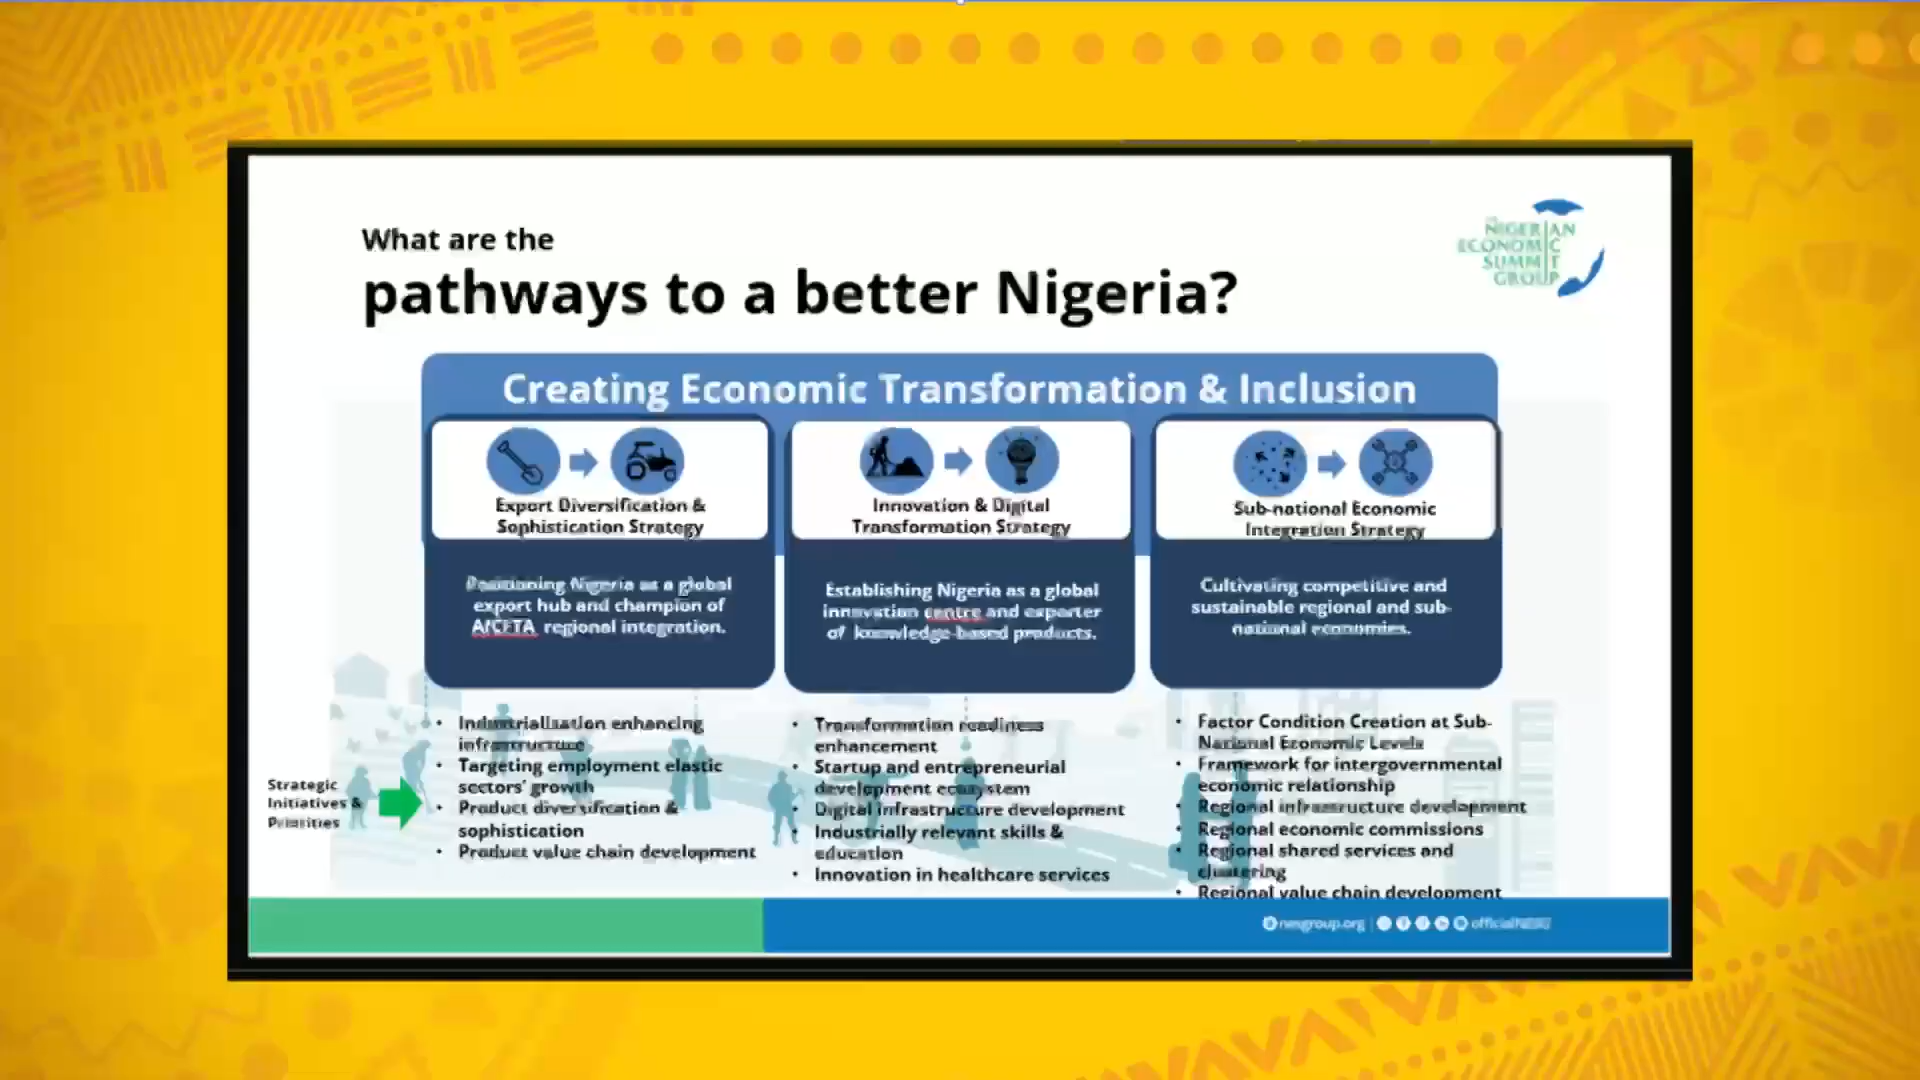 What are the
pathways to a better Nigeria?
NIGERIAN
ECONOMIC
SUMMIT
GROUP
Creating Economic Transformation & Inclusion
Export Diversification &
Sophistication Strategy
Positioning Nigeria as a global
export hub and champion of
AfCFTA regional integration.
• Industrialisation enhancing
infrastructure
• Targeting employment elastic
sectors' growth
• Product diversification &
sophistication
• Product value chain development
Innovation & Digital
Transformation Strategy
Establishing Nigeria as a global
innovation centre and exporter
of knowledge-based products.
• Transformation readiness
enhancement
• Startup and entrepreneurial
development ecosystem
• Digital infrastructure development
• Industrially relevant skills &
education
• Innovation in healthcare services
Sub-national Economic
Integration Strategy
Cultivating competitive and
sustainable regional and sub-
national economies.
• Factor Condition Creation at Sub-
National Economic Levels
• Framework for intergovernmental
economic relationship
• Regional infrastructure development
• Regional economic commissions
• Regional shared services and
clustering
• Regional value chain development
Strategic
Initiatives &
Priorities
nesgroup.org | officialNESG